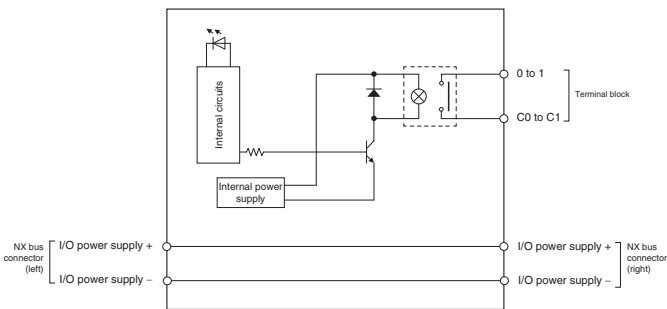 Internal circuits
0 to 1
Terminal block
C0 to C1
Internal power
supply
NX bus
connector
(left)
I/O power supply +
I/O power supply −
I/O power supply +
I/O power supply −
NX bus
connector
(right)